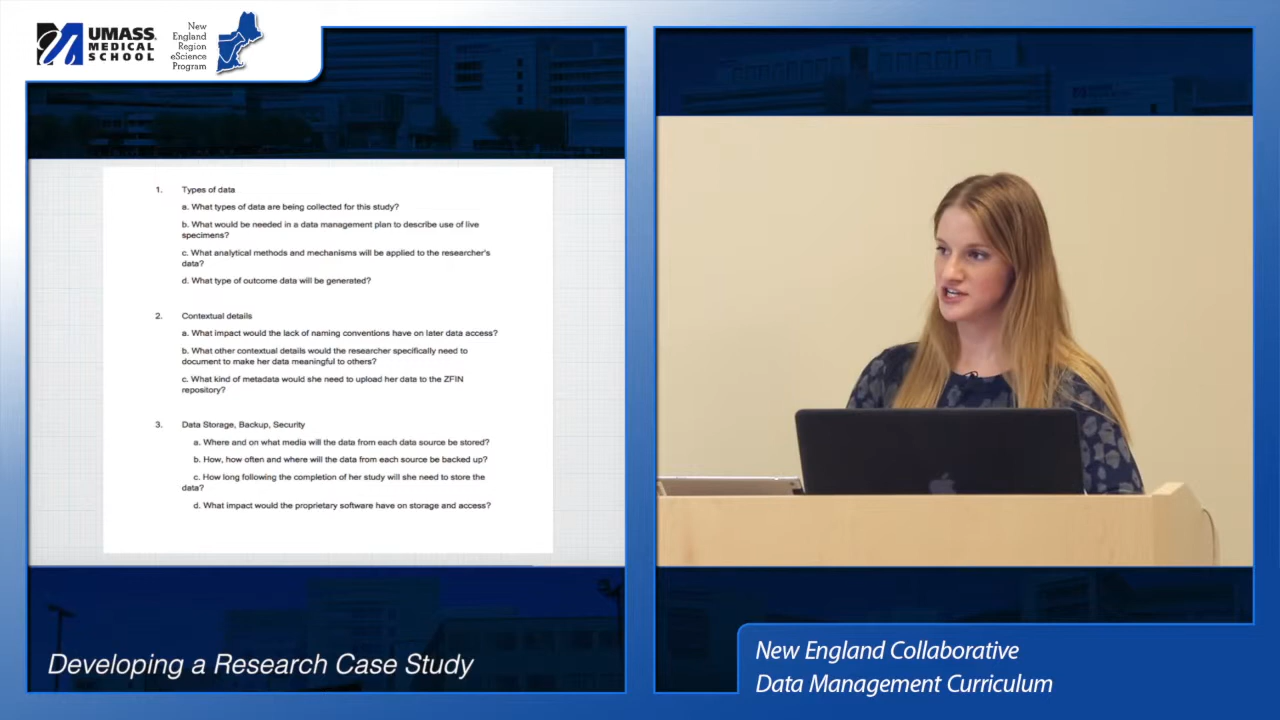 UMASS
MEDICAL
SCHOOL
New
England
Region
eScience
Program
1. Types of data
a. What types of data are being collected for this study?
b. What would be needed in a data management plan to describe use of live
specimens?
c. What analytical methods and mechanisms will be applied to the researcher's
data?
d. What type of outcome data will be generated?
2. Contextual details
a. What impact would the lack of naming conventions have on later data access?
b. What other contextual details would the researcher specifically need to
document to make her data meaningful to others?
c. What kind of metadata would she need to upload her data to the ZFIN
repository?
3. Data Storage, Backup, Security
a. Where and on what media will the data from each data source be stored?
b. How, how often and where will the data from each source be backed up?
c. How long following the completion of her study will she need to store the
data?
d. What impact would the proprietary software have on storage and access?
Developing a Research Case Study
New England Collaborative
Data Management Curriculum